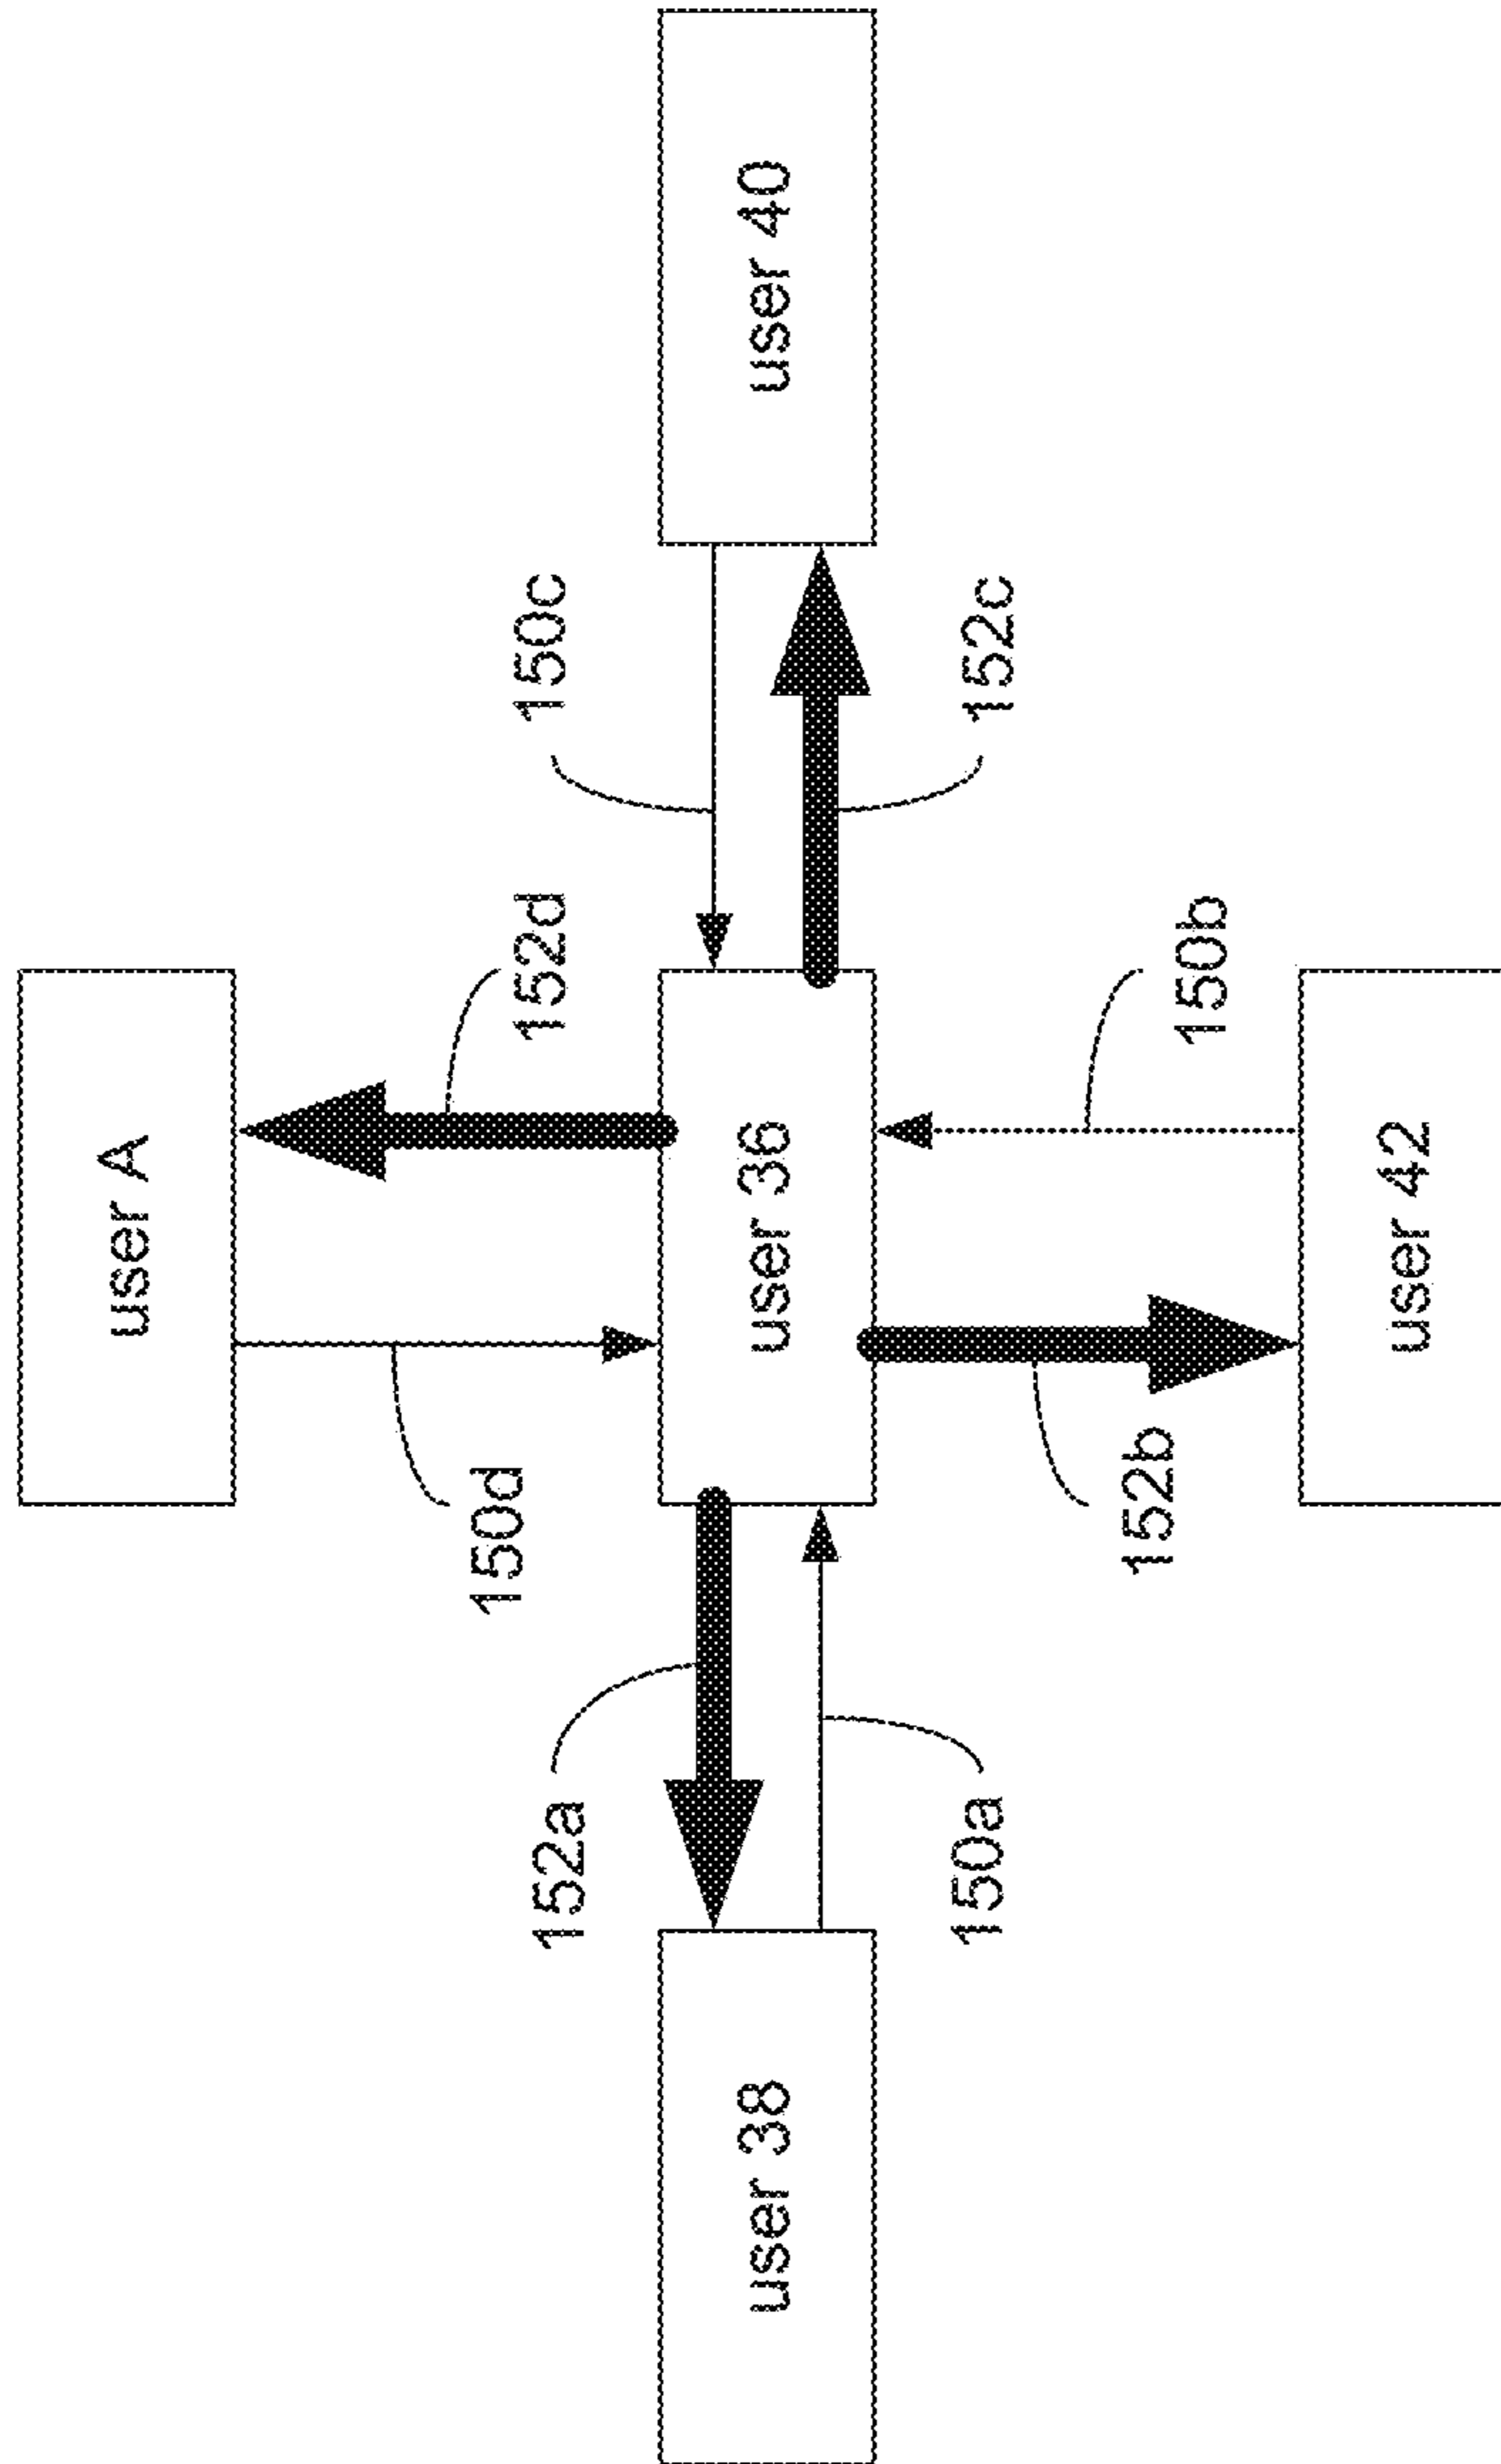 user A
152a
150d
152d
150c
user 38
user 36
user 40
150a
152c
152b
150b
user 42